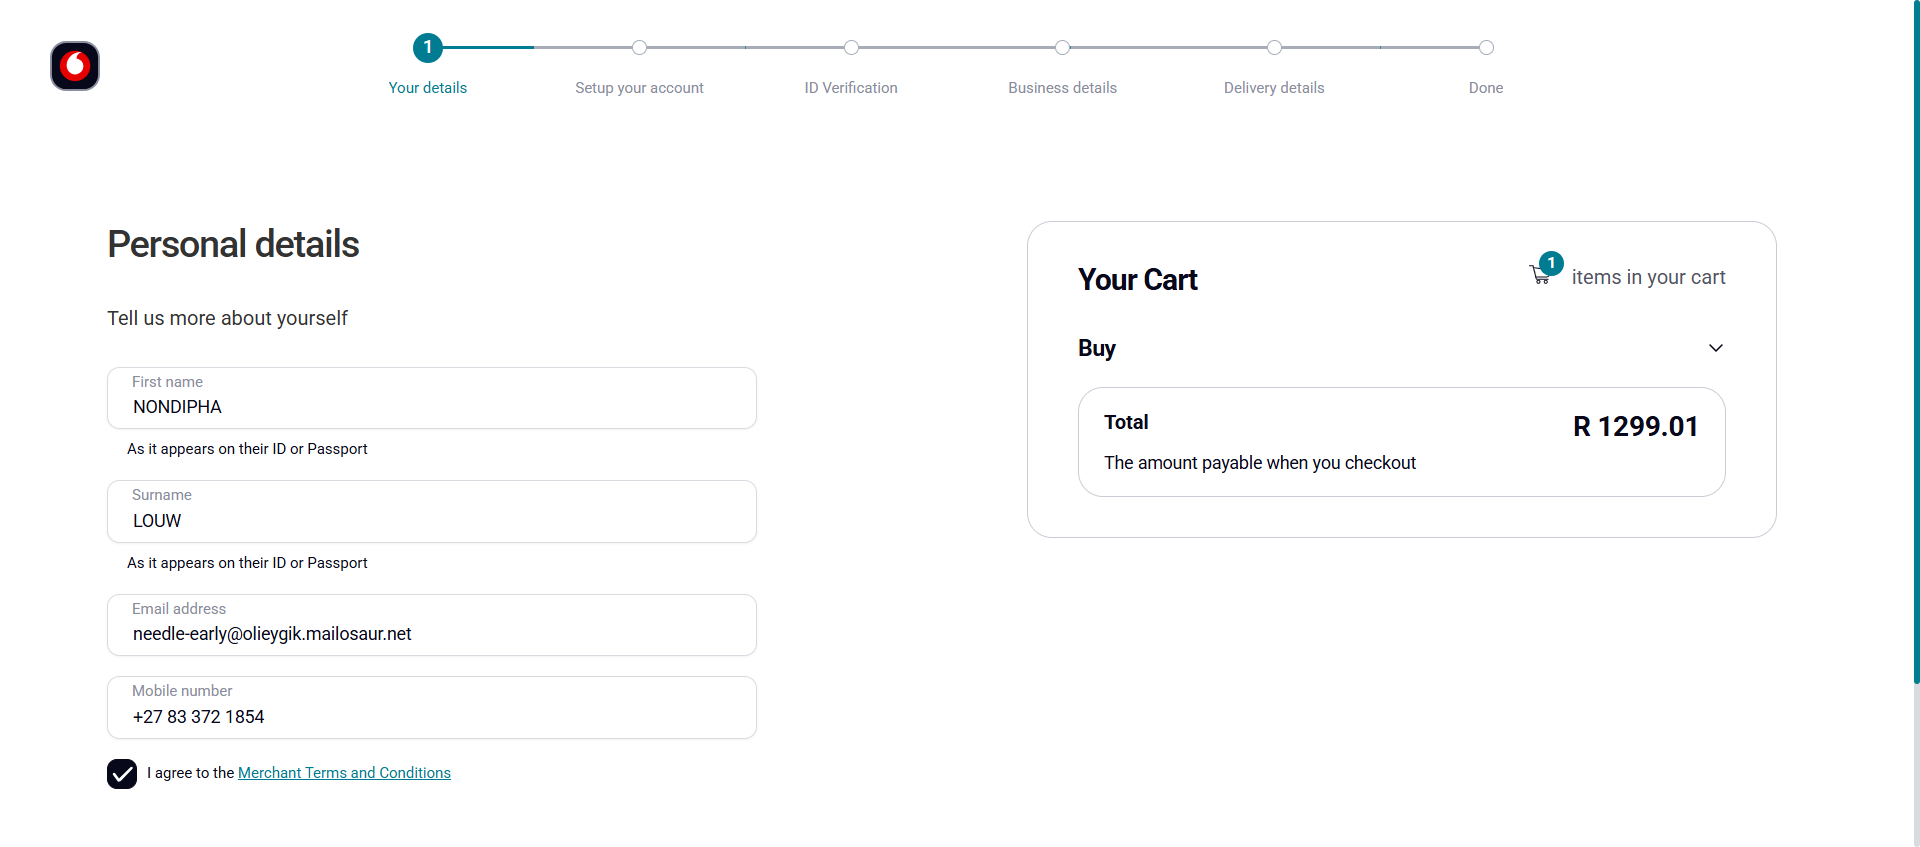 1
Your details
Setup your account
ID Verification
Business details
Delivery details
Done
Personal details
Tell us more about yourself
First name
NONDIPHA
As it appears on their ID or Passport
Surname
LOUW
As it appears on their ID or Passport
Email address
needle-early@olieygik.mailosaur.net
Mobile number
+27 83 372 1854
I agree to the Merchant Terms and Conditions
Your Cart
1 items in your cart
Buy
Total
R 1299.01
The amount payable when you checkout